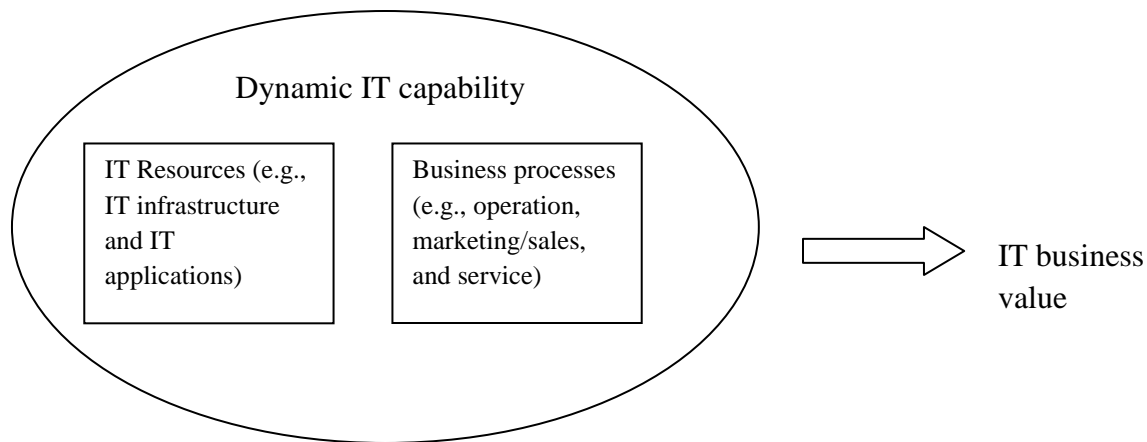 Dynamic IT capability
IT Resources (e.g.,
IT infrastructure
and IT
applications)
Business processes
(e.g., operation,
marketing/sales,
and service)
IT business
value